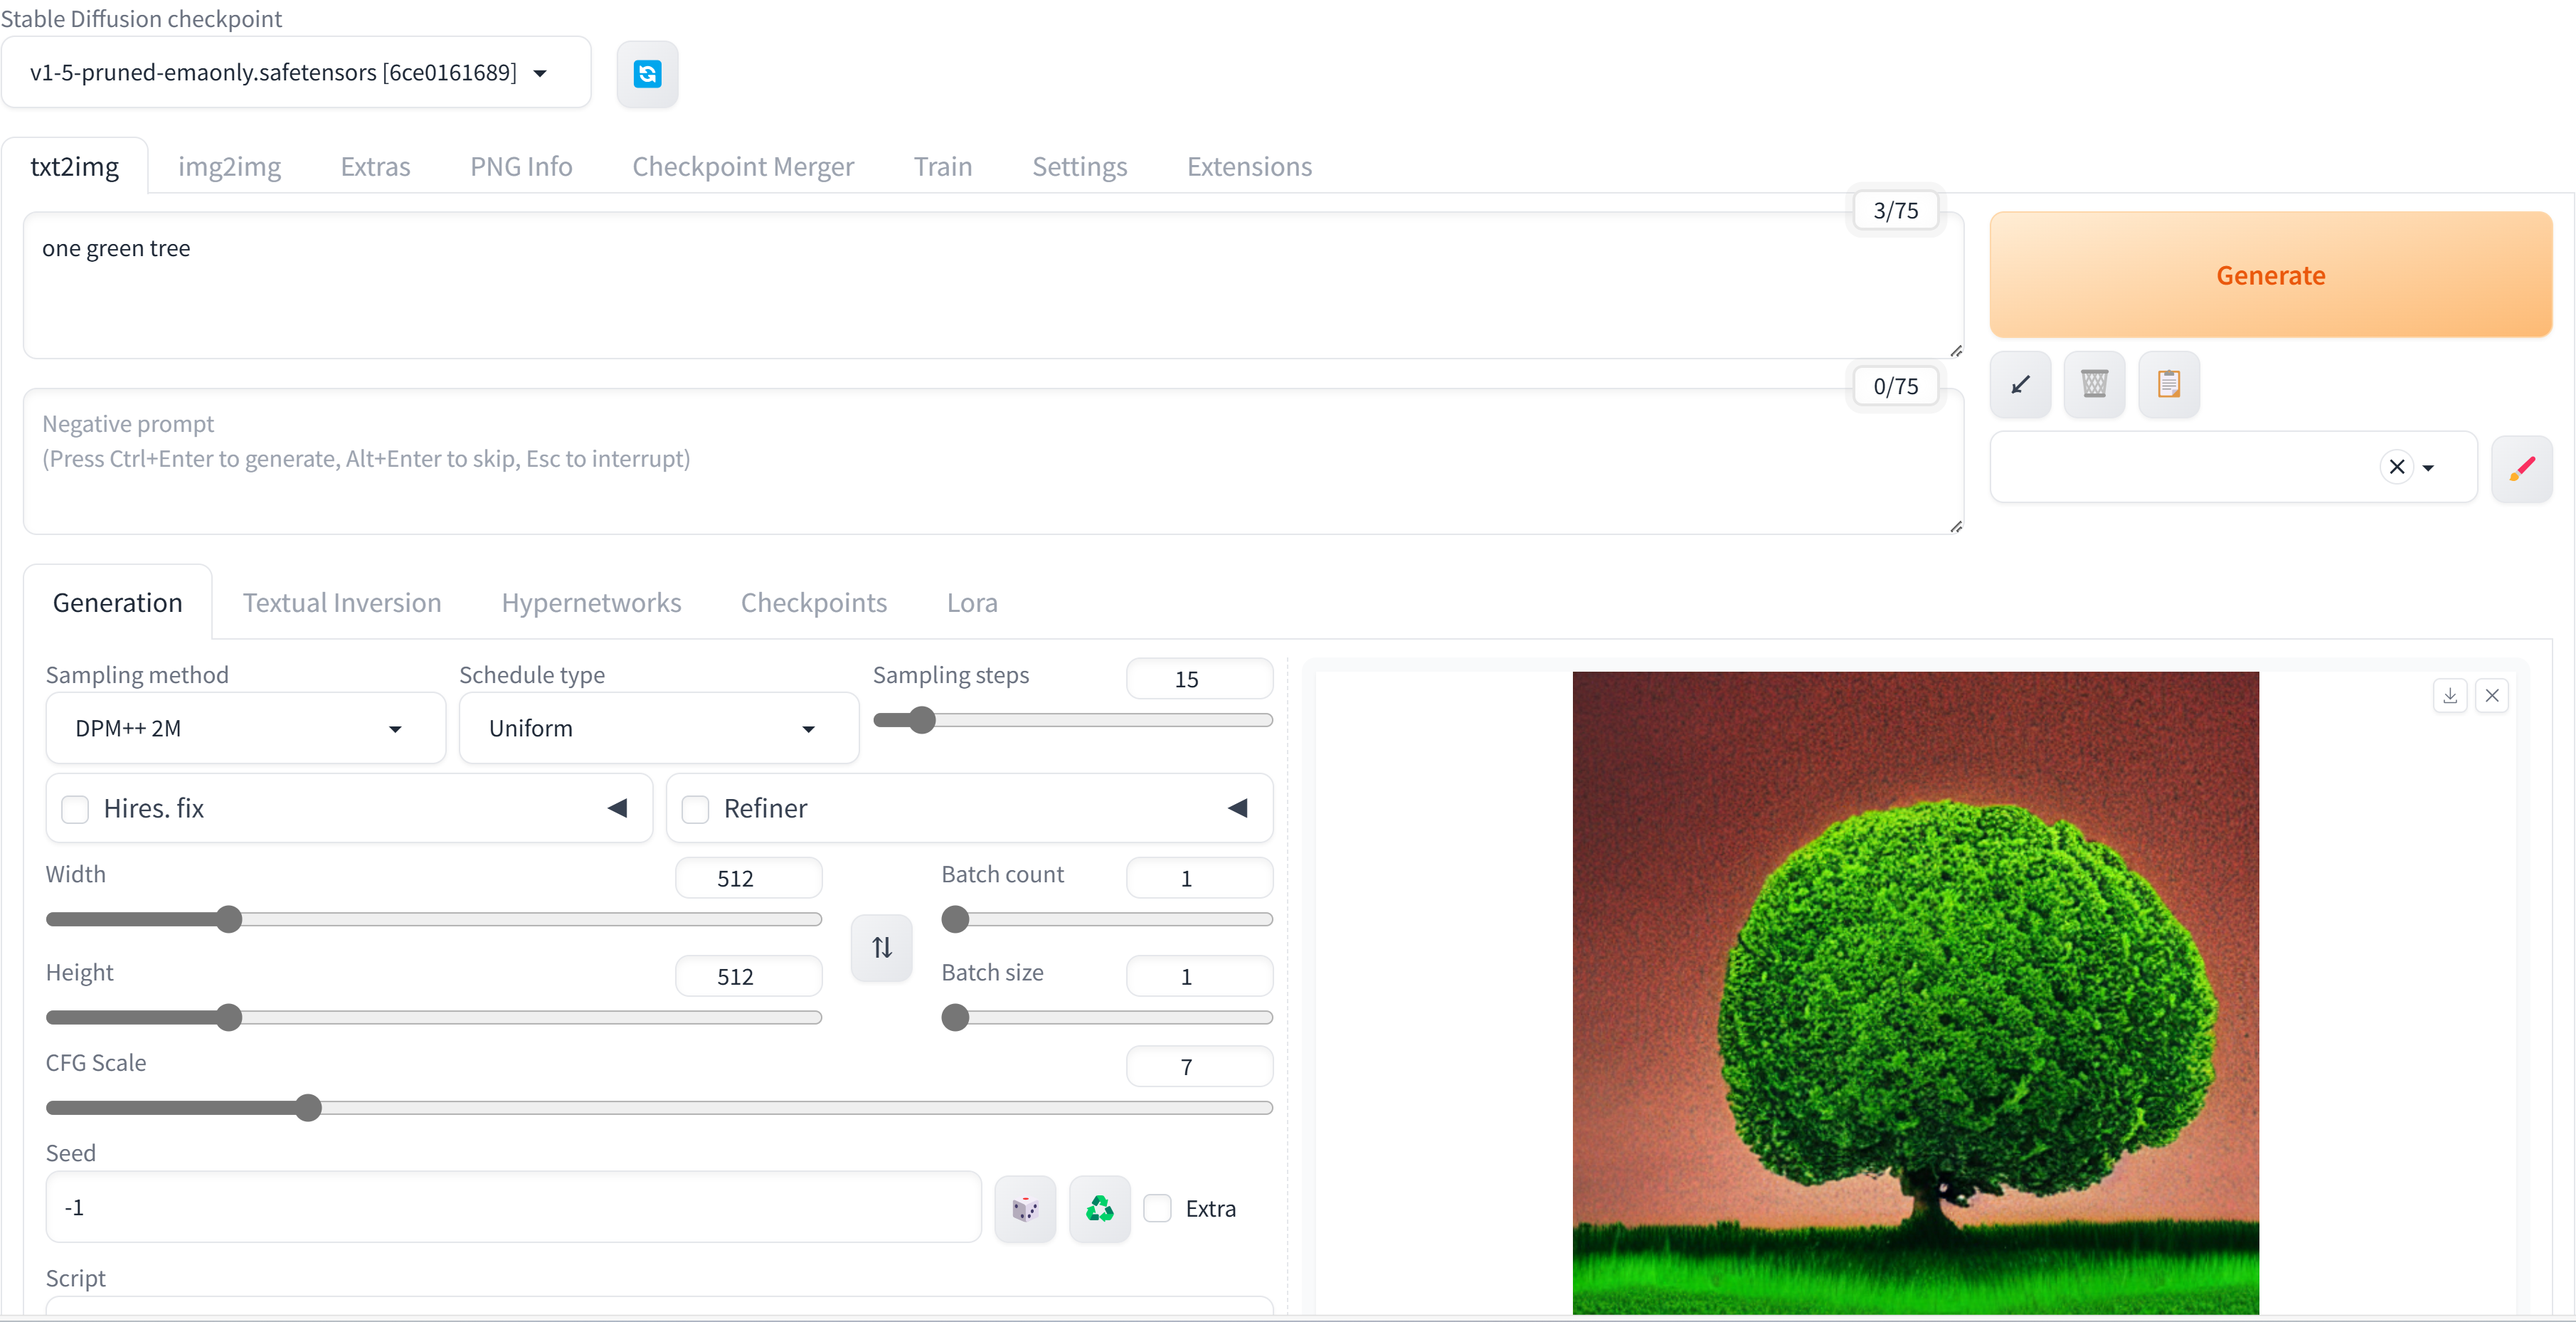 Stable Diffusion checkpoint
v1-5-pruned-emaonly.safetensors [6ce0161689]
txt2img img2img Extras PNG Info Checkpoint Merger Train Settings Extensions
3/75
one green tree
Generate
0/75
Negative prompt
(Press Ctrl+Enter to generate, Alt+Enter to skip, Esc to interrupt)
Generation Textual Inversion Hypernetworks Checkpoints Lora
Sampling method Schedule type Sampling steps 15
DPM++ 2M Uniform
Hires. fix Refiner
Width 512 Batch count 1
Height 512 Batch size 1
CFG Scale 7
Seed
-1 Extra
Script